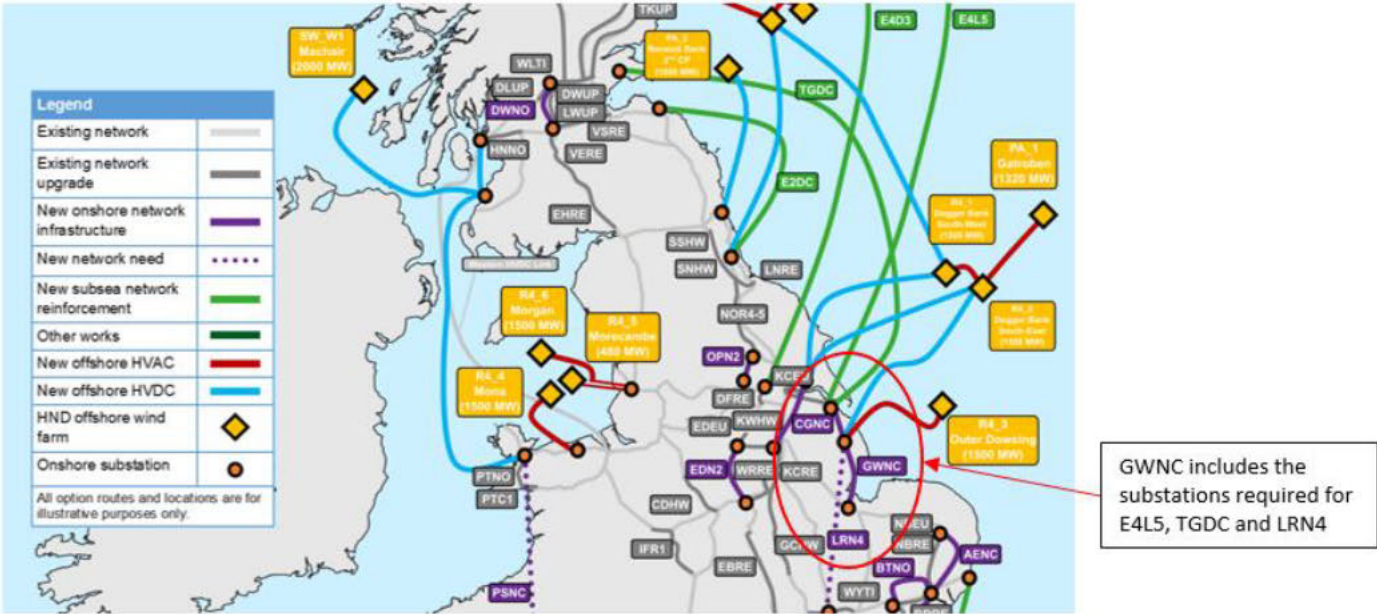 TKUP
E4D3
E4L5
SW_W1
Machair
(2000 MW)
WLTI
DLUP
DWUP
DWNO
LWUP
VSRE
HNNO
VERE
TGDC
E2DC
PA_1
(1320 MW)
EHRE
SSHW
SNHW
LNRE
NOR4-5
R4_6
Morgan
(1500 MW)
R4_5
Morecambe
(480 MW)
R4_4
Mona
(1500 MW)
OPN2
DFRE
KWHW
CGNC
EDEU
EDN2
WRRE
KCRE
GWNC
R4_3
Outer Dowsing
(1500 MW)
PTNO
PTC1
CDHW
IFR1
EBRE
LRN4
NBRE
AENC
BTNO
WYTI
PSNC
Legend
Existing network
Existing network
upgrade
New onshore network
infrastructure
New network need
New subsea network
reinforcement
Other works
New offshore HVAC
New offshore HVDC
HND offshore wind
farm
Onshore substation
All option routes and locations are for
illustrative purposes only.
GWNC includes the
substations required for
E4L5, TGDC and LRN4